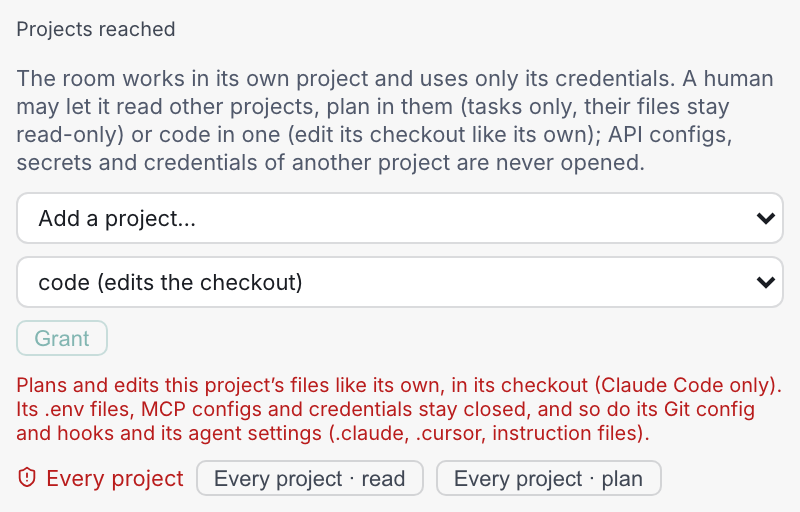 Projects reached
The room works in its own project and uses only its credentials. A human
may let it read other projects, plan in them (tasks only, their files stay
read-only) or code in one (edit its checkout like its own); API configs,
secrets and credentials of another project are never opened.
Add a project…
code (edits the checkout)
Grant
Plans and edits this project’s files like its own, in its checkout (Claude Code only).
Its .env files, MCP configs and credentials stay closed, and so do its Git config
and hooks and its agent settings (.claude, .cursor, instruction files).
Every project Every project · read Every project · plan